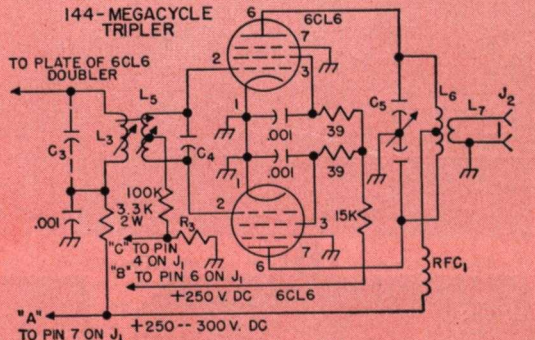 144-MEGACYCLE
TRIPLER
TO PLATE OF 6CL6
DOUBLER
6
6CL6
7
2
3
L3
L5
C3
1
.001
39
C4
.001
39
1
C5
L6
L7
J2
.001
100K
3.3K
2W
R3
2
3
7
6
15K
"C" TO PIN
4 ON J1
"B"
TO PIN 6 ON J1
+250 V. DC
6CL6
RFC1
"A"
TO PIN 7 ON J1
+250 -- 300 V. DC